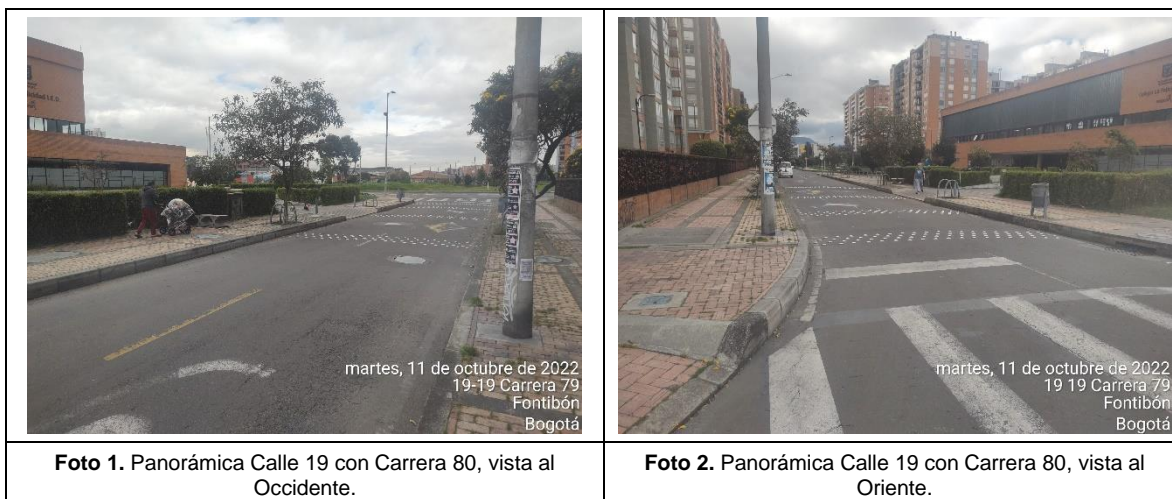 martes, 11 de octubre de 2022
19-19 Carrera 79
Fontibón
Bogotá
martes, 11 de octubre de 2022
19 19 Carrera 79
Fontibón
Bogotá
Foto 1. Panorámica Calle 19 con Carrera 80, vista al
Occidente.
Foto 2. Panorámica Calle 19 con Carrera 80, vista al
Oriente.